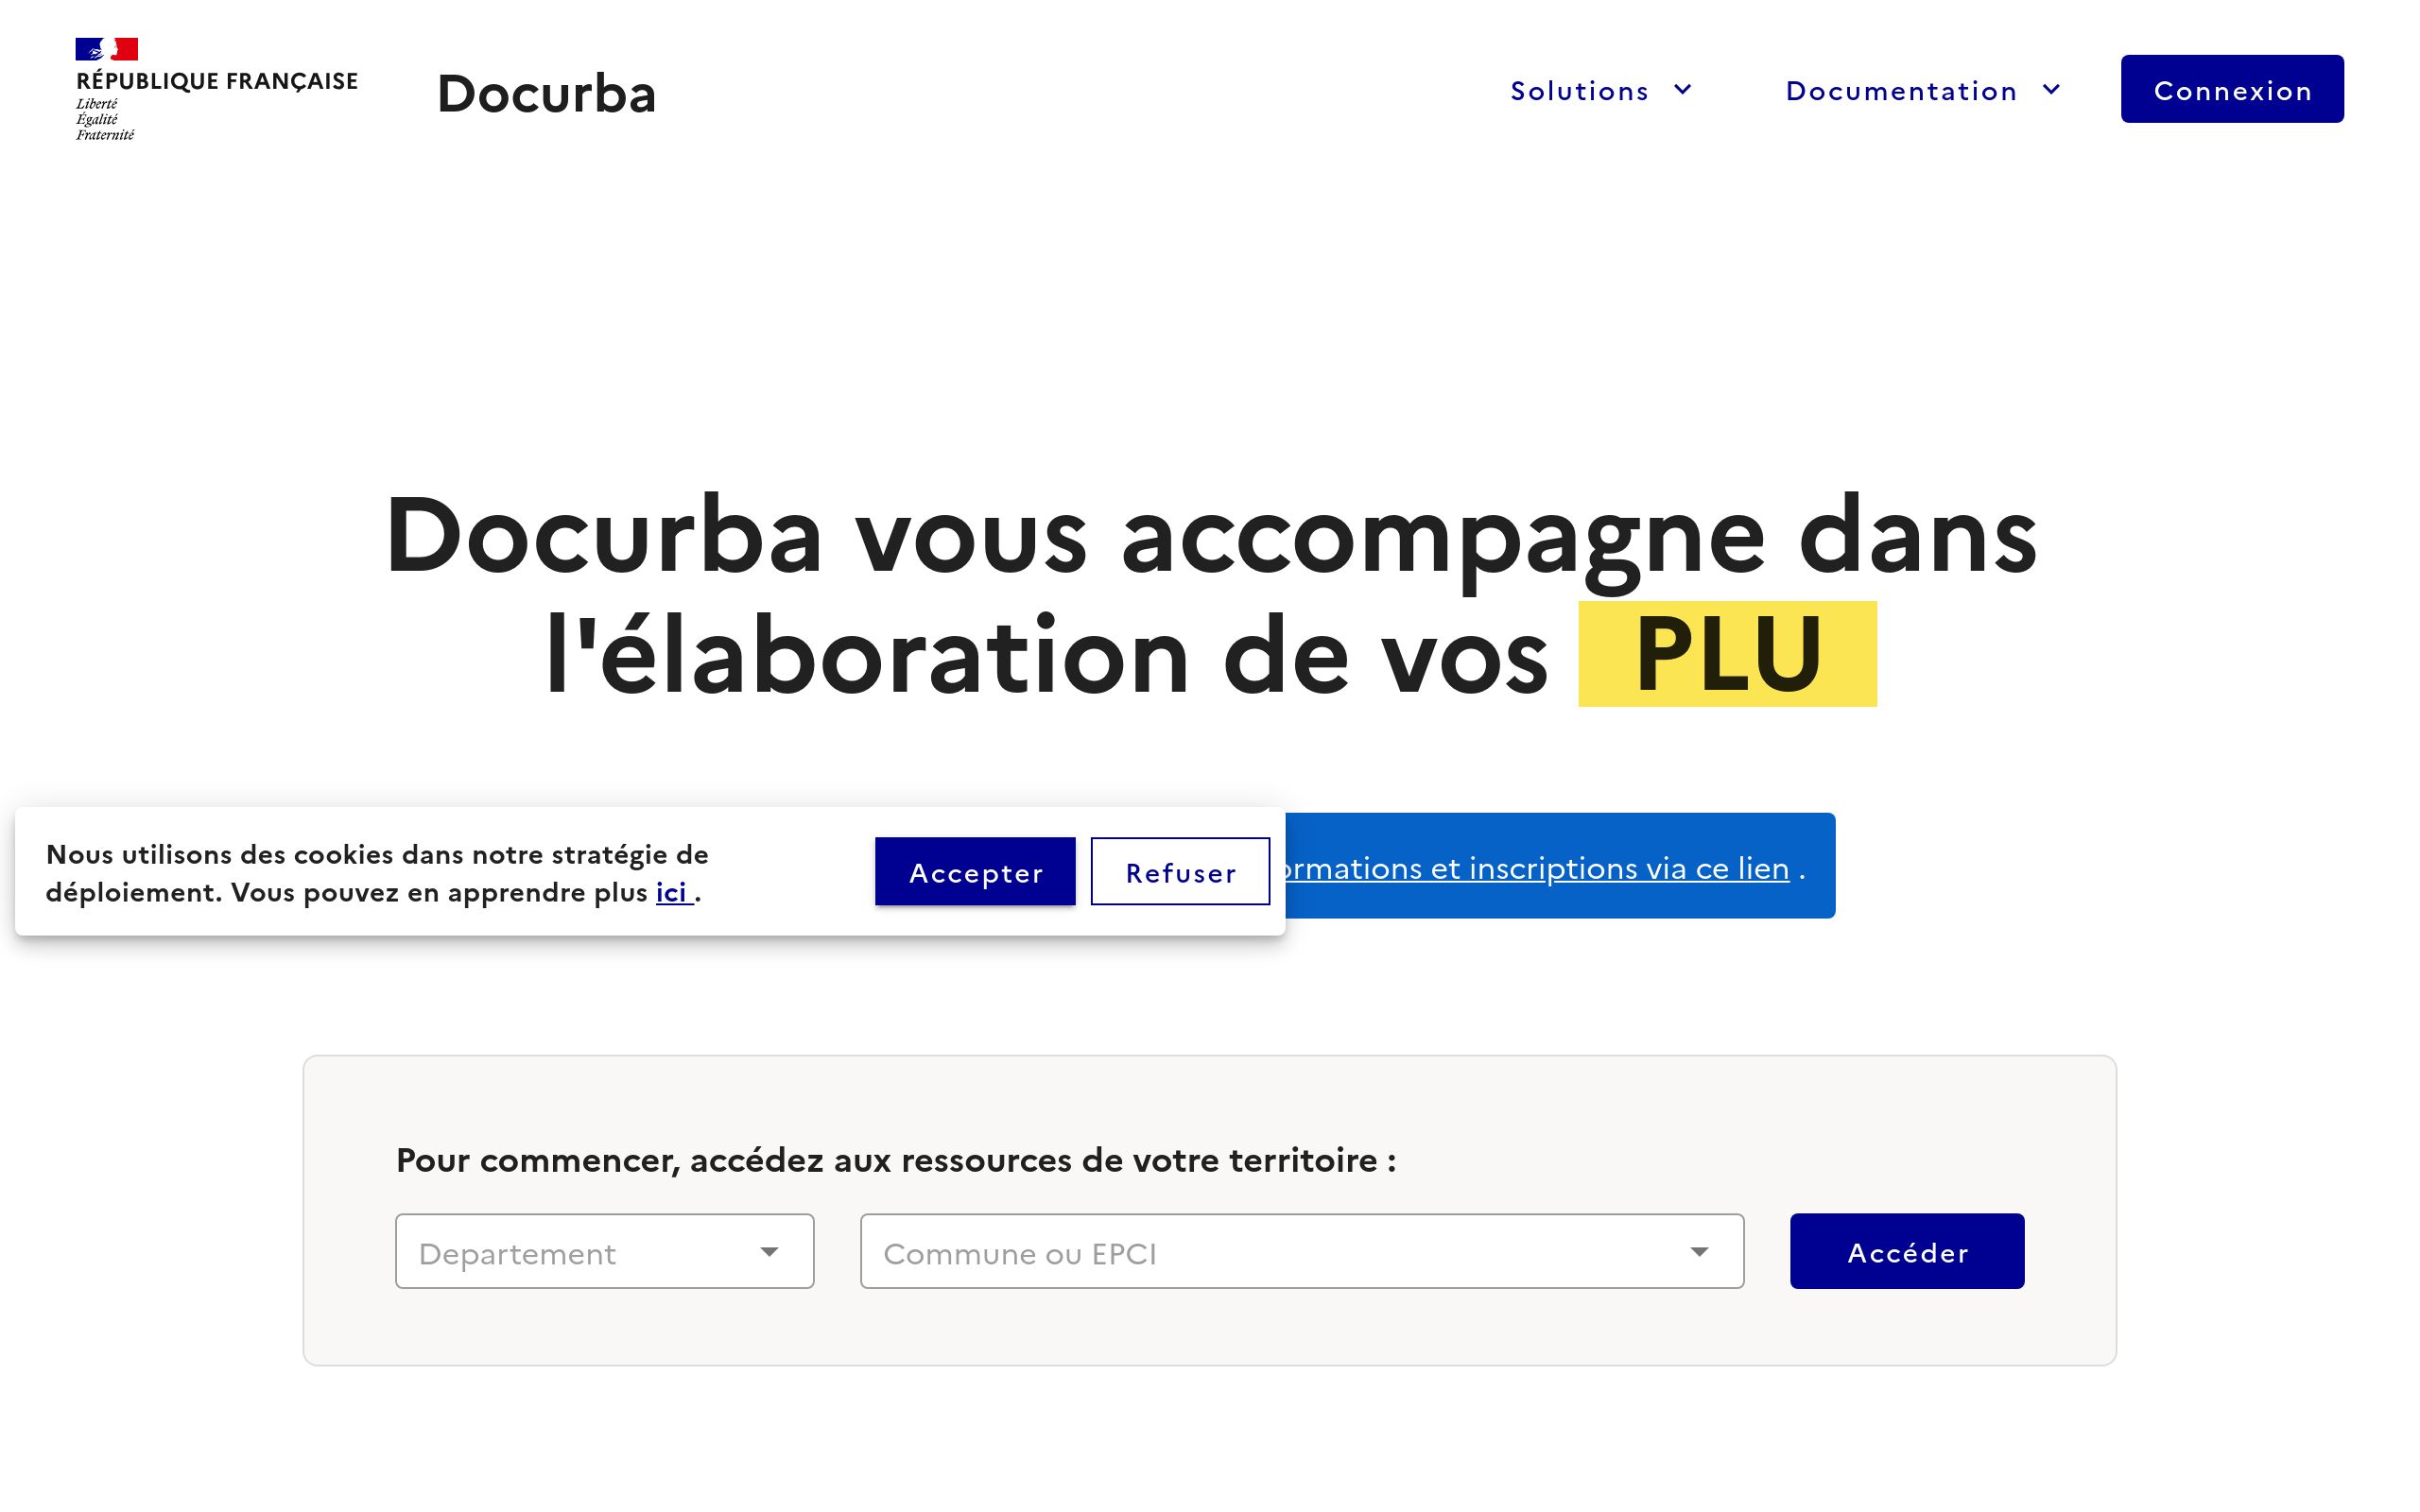 RÉPUBLIQUE FRANÇAISE
Liberté
Égalité
Fraternité
Docurba
Solutions
Documentation
Connexion
Docurba vous accompagne dans
l'élaboration de vos PLU
Nous utilisons des cookies dans notre stratégie de
déploiement. Vous pouvez en apprendre plus ici .
Accepter
Refuser
et inscriptions via ce lien .
Pour commencer, accédez aux ressources de votre territoire :
Departement
Commune ou EPCI
Accéder